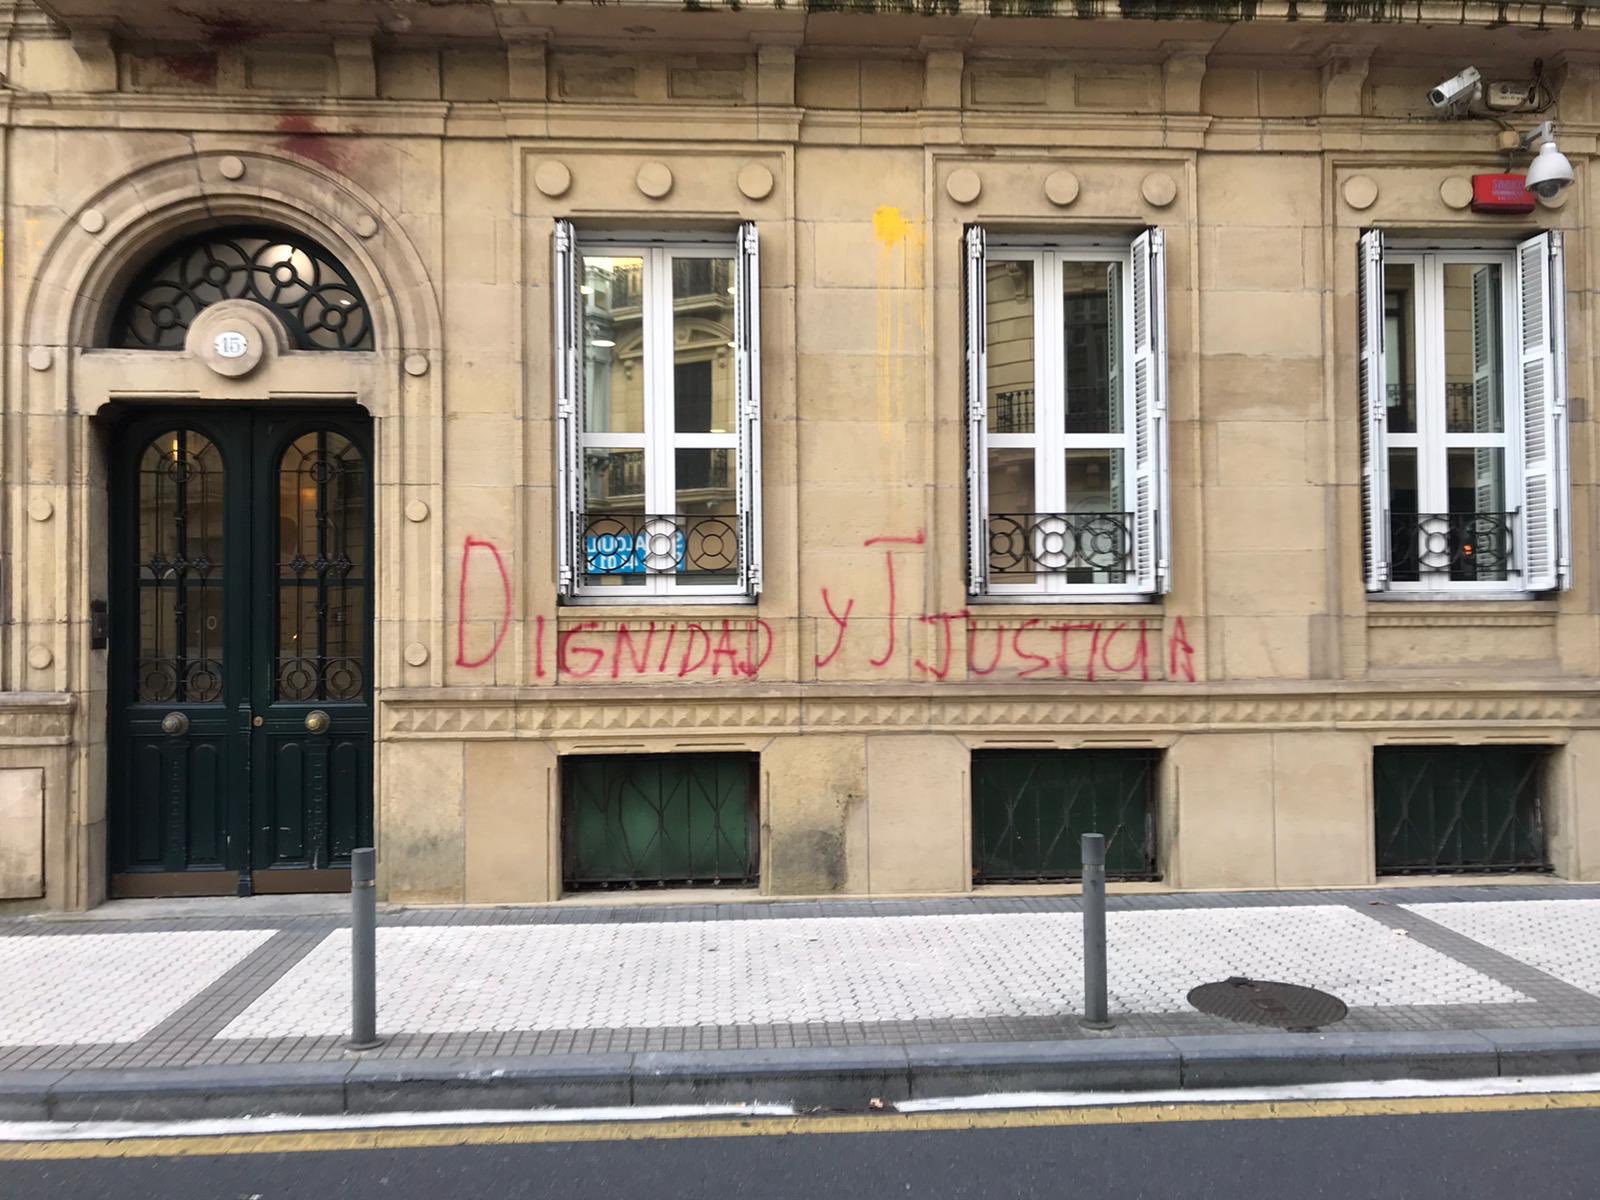 15
DIGNIDAD y J JUSTICIA